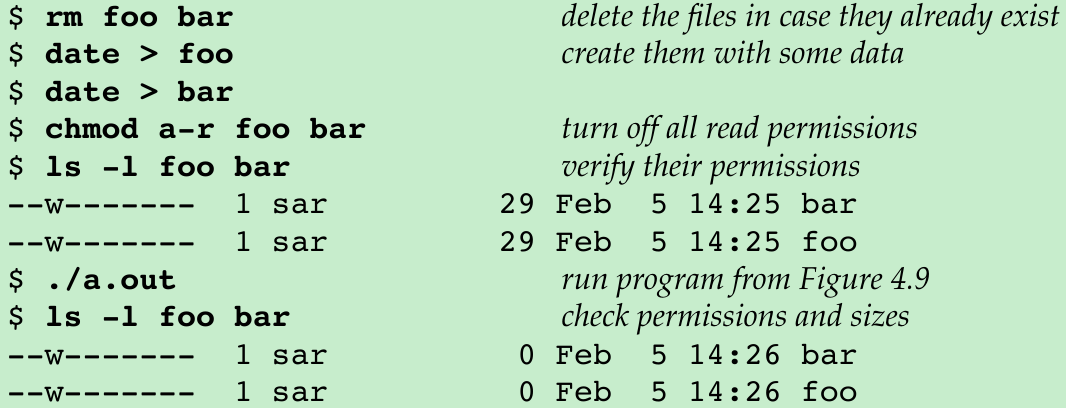 $ rm foo bar delete the files in case they already exist
$ date > foo create them with some data
$ date > bar
$ chmod a-r foo bar turn off all read permissions
$ ls -l foo bar verify their permissions
--w------- 1 sar 29 Feb 5 14:25 bar
--w------- 1 sar 29 Feb 5 14:25 foo
$ ./a.out run program from Figure 4.9
$ ls -l foo bar check permissions and sizes
--w------- 1 sar 0 Feb 5 14:26 bar
--w------- 1 sar 0 Feb 5 14:26 foo